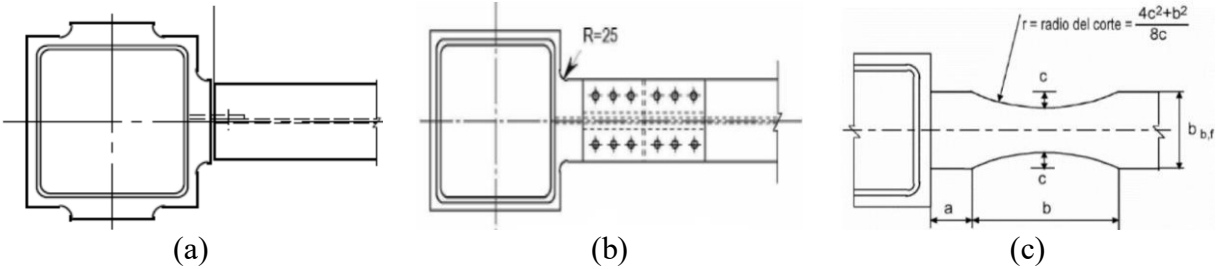 R=25
r = radio del corte = 4c²+b²
8c
c
b b,f
c
a
b
(a)
(b)
(c)